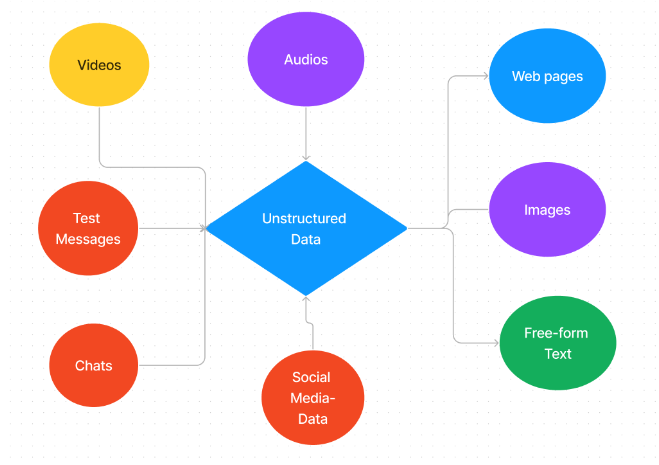 Videos
Audios
Web pages
Test
Messages
Unstructured
Data
Images
Chats
Social
Media-
Data
Free-form
Text